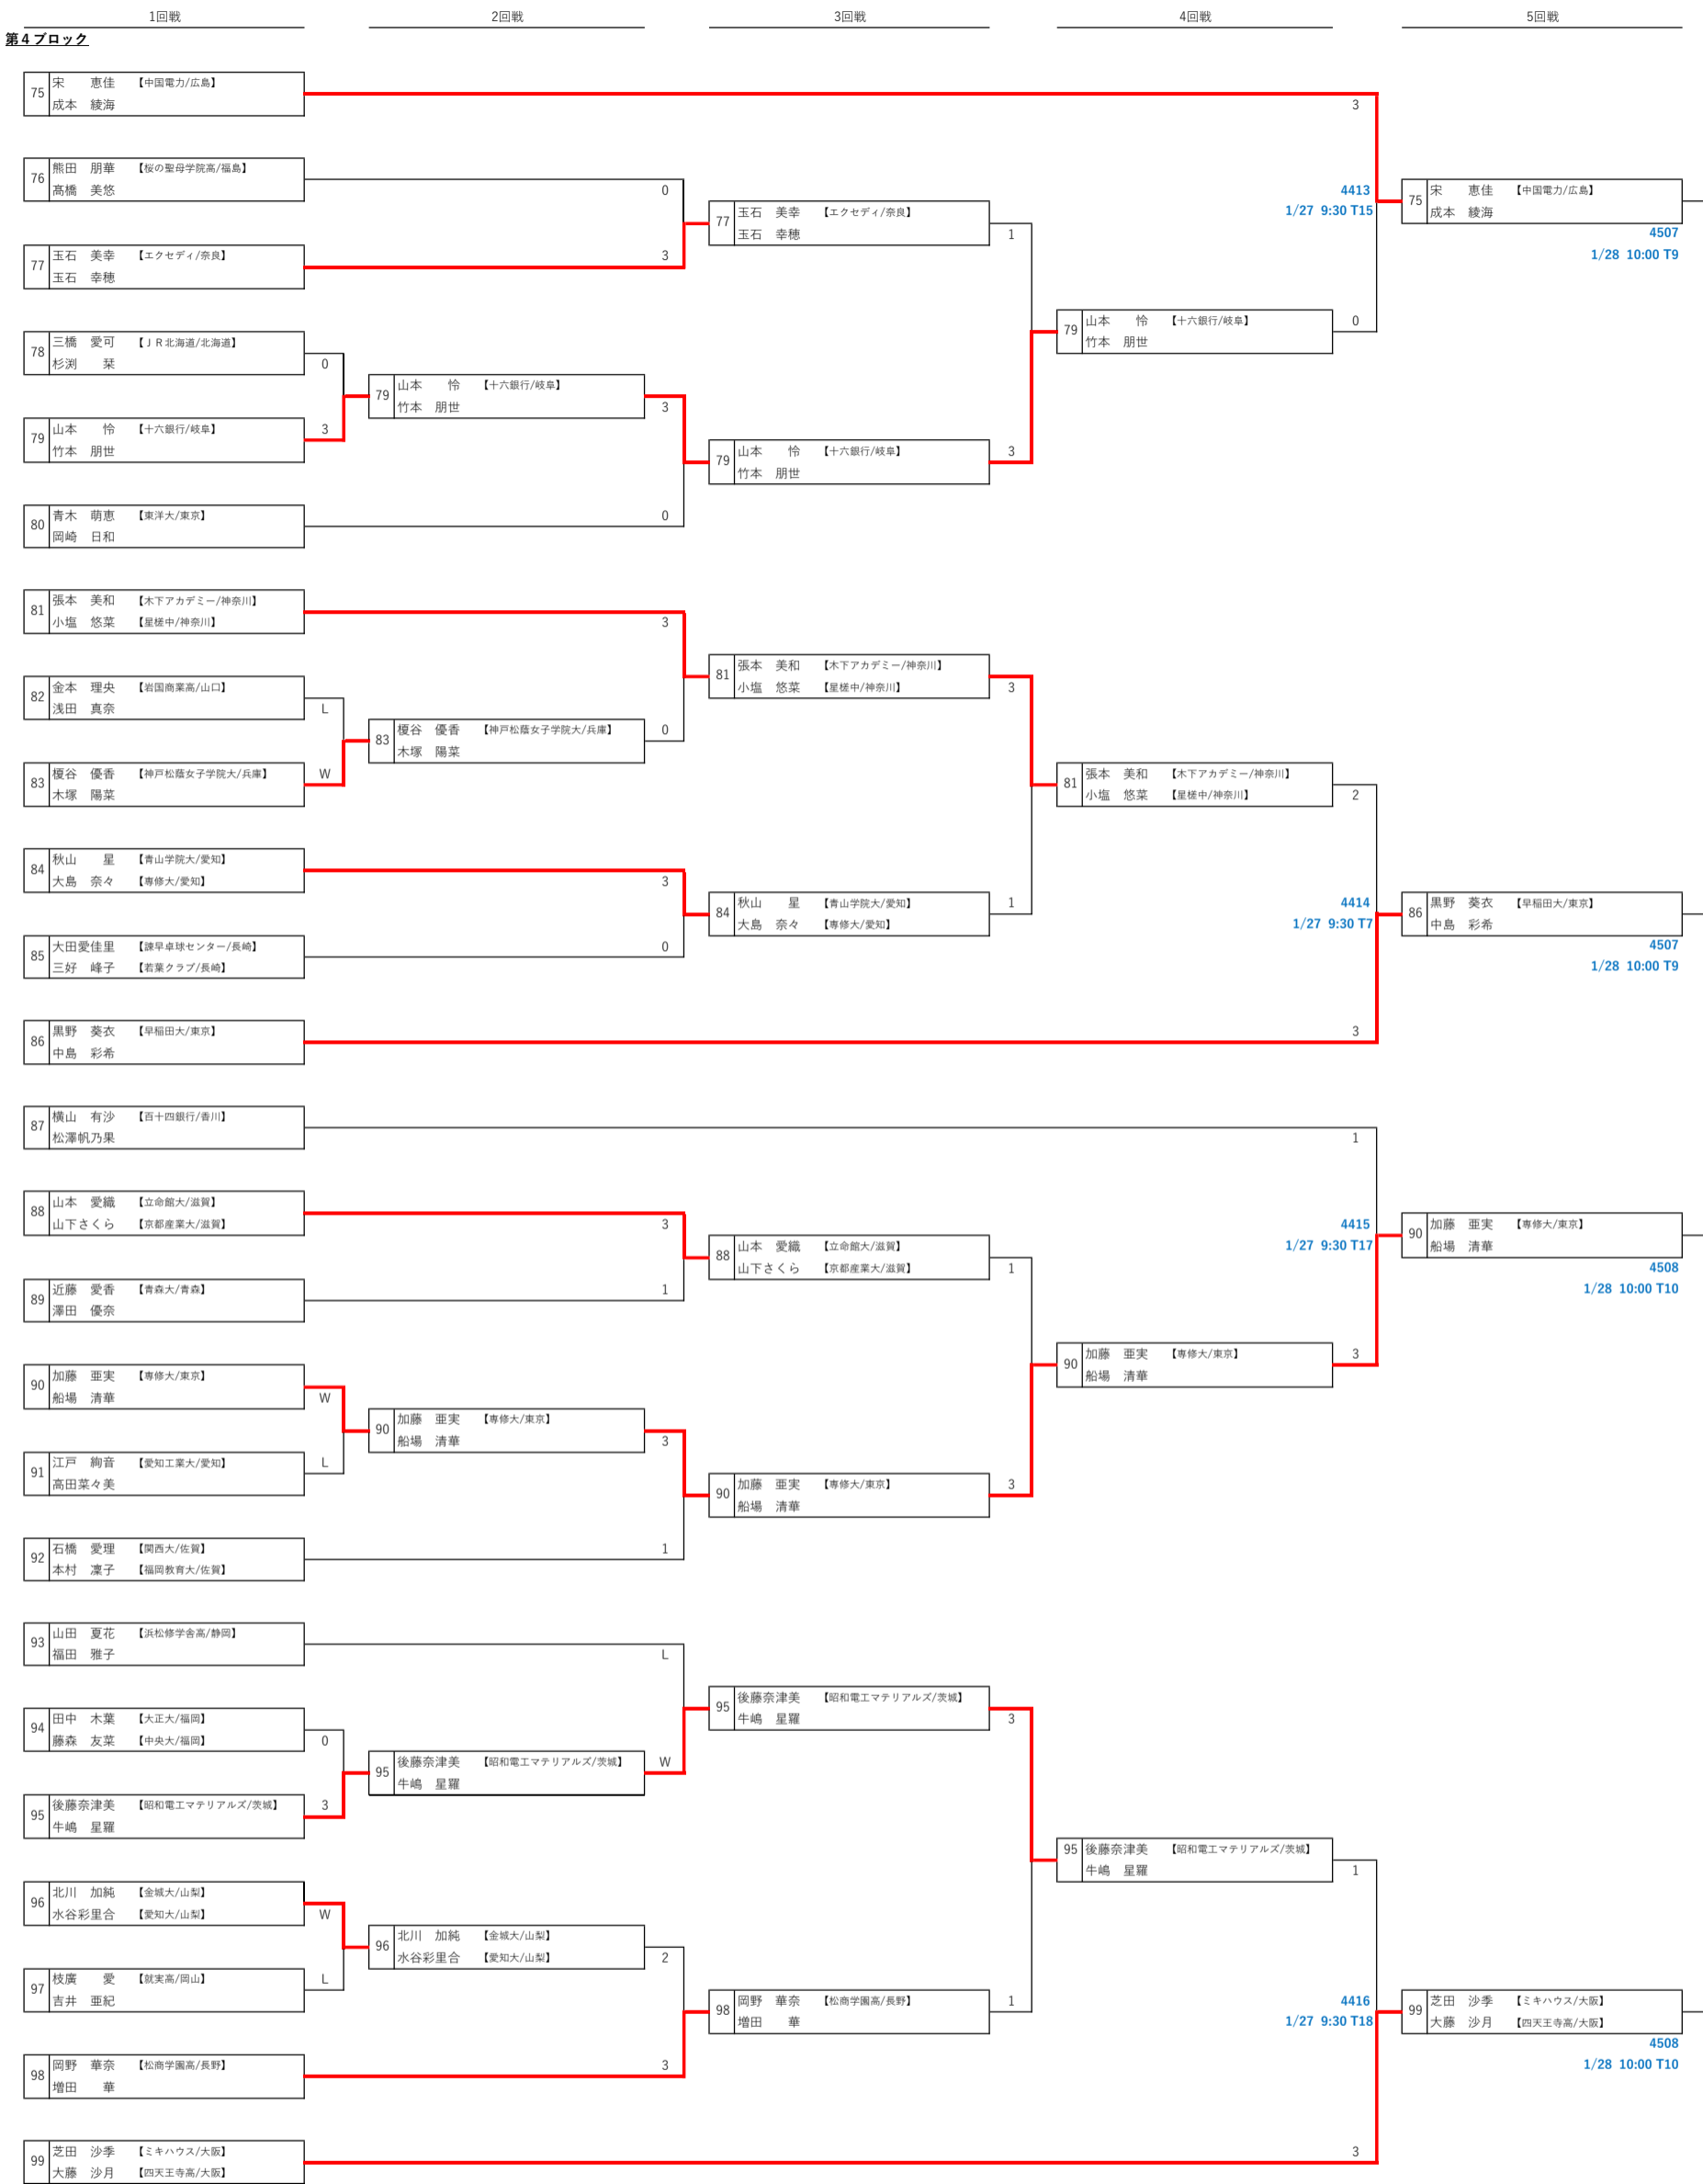 1回戦 2回戦 3回戦 4回戦 5回戦
第４ブロック
75 宋　　恵佳 【中国電力/広島】
成本　綾海
3
76 熊田　朋華 【桜の聖母学院高/福島】
髙橋　美悠
0
77 玉石　美幸 【エクセディ/奈良】
玉石　幸穂
3
78 三橋　愛可 【ＪＲ北海道/北海道】
杉渕　　栞
0
79 山本　　怜 【十六銀行/岐阜】
竹本　朋世
3
80 青木　萌恵 【東洋大/東京】
岡崎　日和
0
81 張本　美和 【木下アカデミー/神奈川】
小塩　悠菜 【星槎中/神奈川】
3
82 金本　理央 【岩国商業高/山口】
浅田　真奈
L
83 榎谷　優香 【神戸松蔭女子学院大/兵庫】
木塚　陽菜
W
84 秋山　　星 【青山学院大/愛知】
大島　奈々 【専修大/愛知】
3
85 大田愛佳里 【諫早卓球センター/長崎】
三好　峰子 【若葉クラブ/長崎】
0
86 黒野　葵衣 【早稲田大/東京】
中島　彩希
3
87 横山　有沙 【百十四銀行/香川】
松澤帆乃果
1
88 山本　愛織 【立命館大/滋賀】
山下さくら 【京都産業大/滋賀】
3
89 近藤　愛香 【青森大/青森】
澤田　優奈
1
90 加藤　亜実 【専修大/東京】
船場　清華
W
91 江戸　絢音 【愛知工業大/愛知】
高田菜々美
L
92 石橋　愛理 【関西大/佐賀】
本村　凜子 【福岡教育大/佐賀】
1
93 山田　夏花 【浜松修学舎高/静岡】
福田　雅子
L
94 田中　木葉 【大正大/福岡】
藤森　友菜 【中央大/福岡】
0
95 後藤奈津美 【昭和電工マテリアルズ/茨城】
牛嶋　星羅
3
96 北川　加純 【金城大/山梨】
水谷彩里合 【愛知大/山梨】
W
97 枝廣　　愛 【就実高/岡山】
吉井　亜紀
L
98 岡野　華奈 【松商学園高/長野】
増田　　華
3
99 芝田　沙季 【ミキハウス/大阪】
大藤　沙月 【四天王寺高/大阪】
3
79 山本　　怜 【十六銀行/岐阜】
竹本　朋世
3
83 榎谷　優香 【神戸松蔭女子学院大/兵庫】
木塚　陽菜
0
90 加藤　亜実 【専修大/東京】
船場　清華
3
95 後藤奈津美 【昭和電工マテリアルズ/茨城】
牛嶋　星羅
W
96 北川　加純 【金城大/山梨】
水谷彩里合 【愛知大/山梨】
2
77 玉石　美幸 【エクセディ/奈良】
玉石　幸穂
1
79 山本　　怜 【十六銀行/岐阜】
竹本　朋世
3
81 張本　美和 【木下アカデミー/神奈川】
小塩　悠菜 【星槎中/神奈川】
3
84 秋山　　星 【青山学院大/愛知】
大島　奈々 【専修大/愛知】
1
88 山本　愛織 【立命館大/滋賀】
山下さくら 【京都産業大/滋賀】
1
90 加藤　亜実 【専修大/東京】
船場　清華
3
95 後藤奈津美 【昭和電工マテリアルズ/茨城】
牛嶋　星羅
3
98 岡野　華奈 【松商学園高/長野】
増田　　華
1
79 山本　　怜 【十六銀行/岐阜】
竹本　朋世
0
81 張本　美和 【木下アカデミー/神奈川】
小塩　悠菜 【星槎中/神奈川】
2
90 加藤　亜実 【専修大/東京】
船場　清華
3
95 後藤奈津美 【昭和電工マテリアルズ/茨城】
牛嶋　星羅
1
4413
1/27 9:30 T15
4414
1/27 9:30 T7
4415
1/27 9:30 T17
4416
1/27 9:30 T18
75 宋　　恵佳 【中国電力/広島】
成本　綾海
4507
1/28 10:00 T9
86 黒野　葵衣 【早稲田大/東京】
中島　彩希
4507
1/28 10:00 T9
90 加藤　亜実 【専修大/東京】
船場　清華
4508
1/28 10:00 T10
99 芝田　沙季 【ミキハウス/大阪】
大藤　沙月 【四天王寺高/大阪】
4508
1/28 10:00 T10